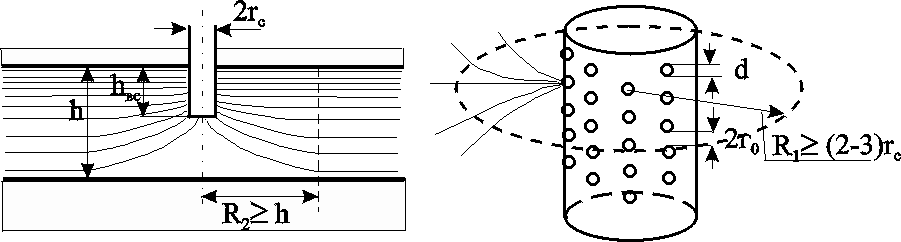 2r_c
h_вс
h
R_2 ≥ h
d
2r_0
R_1 ≥ (2-3)r_c